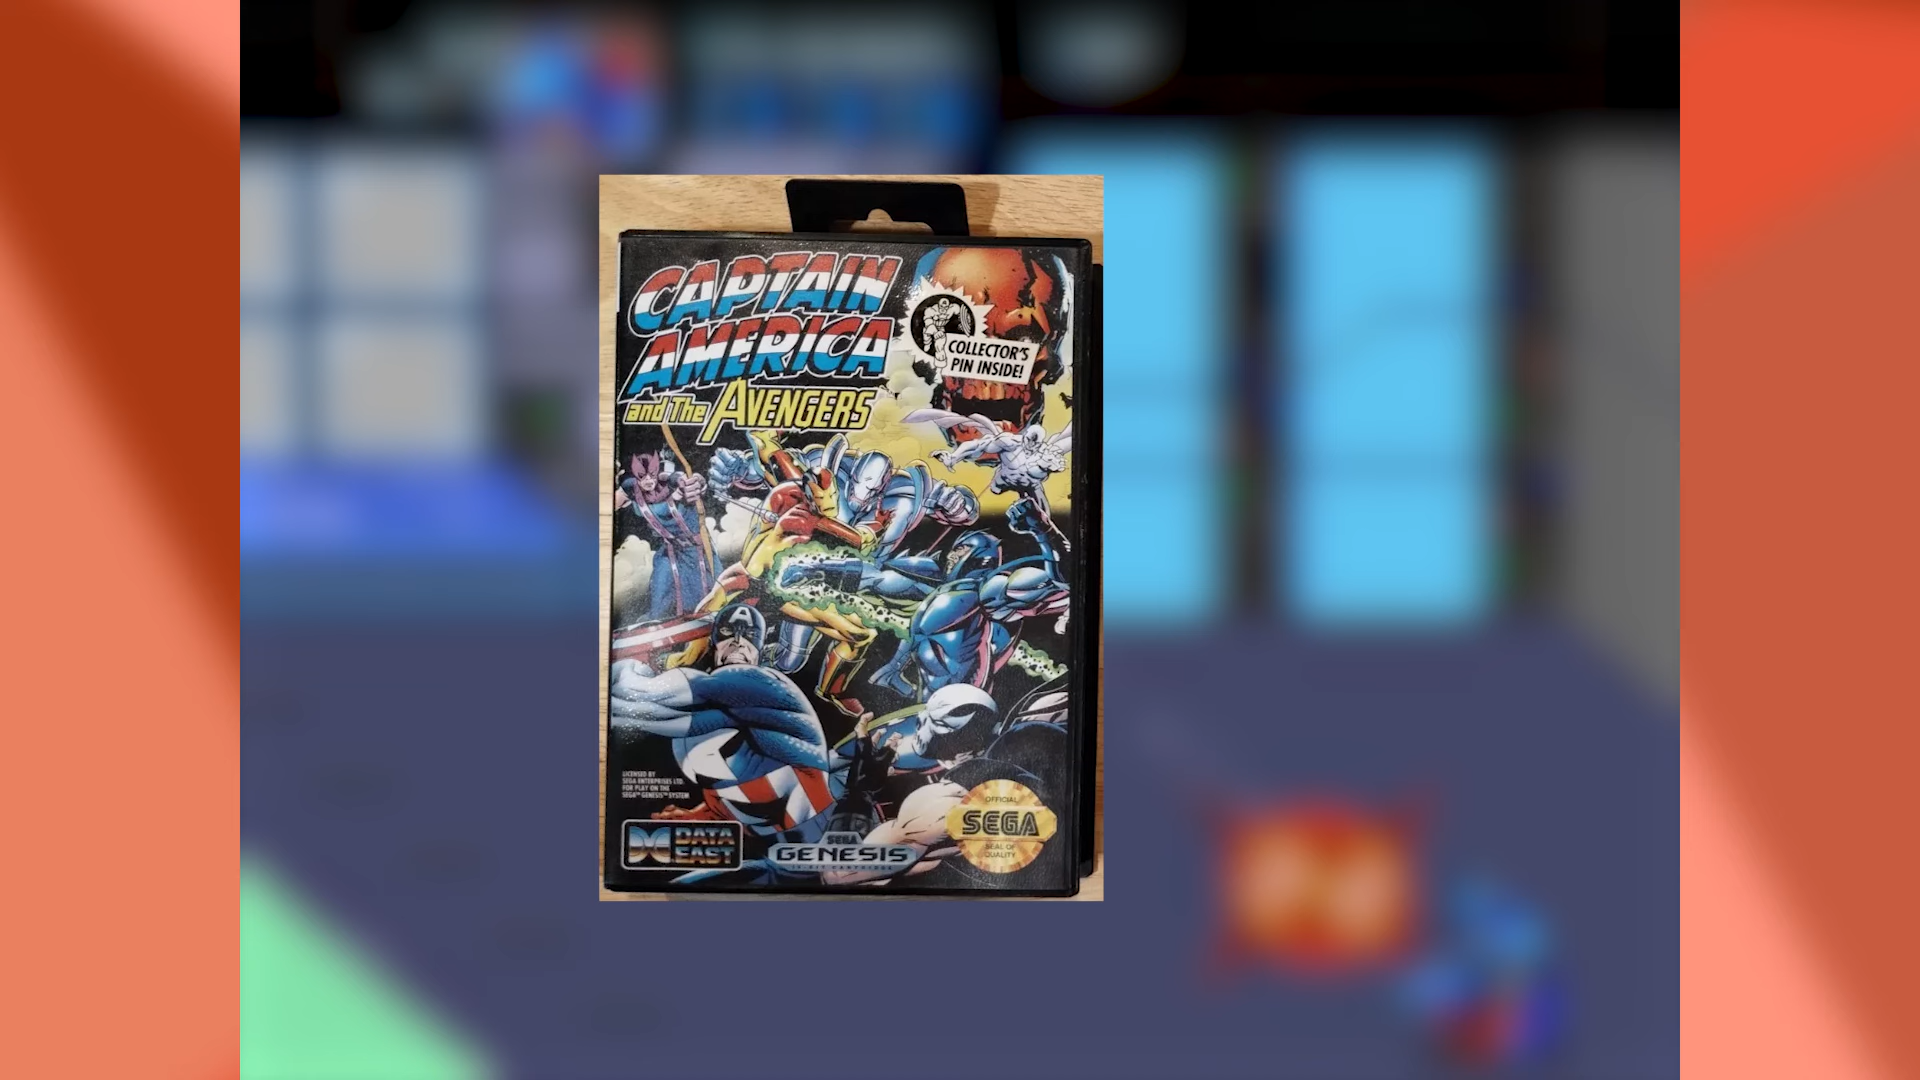 CAPTAIN
AMERICA
and The AVENGERS
COLLECTOR'S
PIN INSIDE!
LICENSED BY
SEGA ENTERPRISES LTD.
FOR PLAY ON THE
SEGA™ GENESIS™ SYSTEM
DATA
EAST
SEGA
GENESIS
OFFICIAL
SEGA
SEAL OF
QUALITY